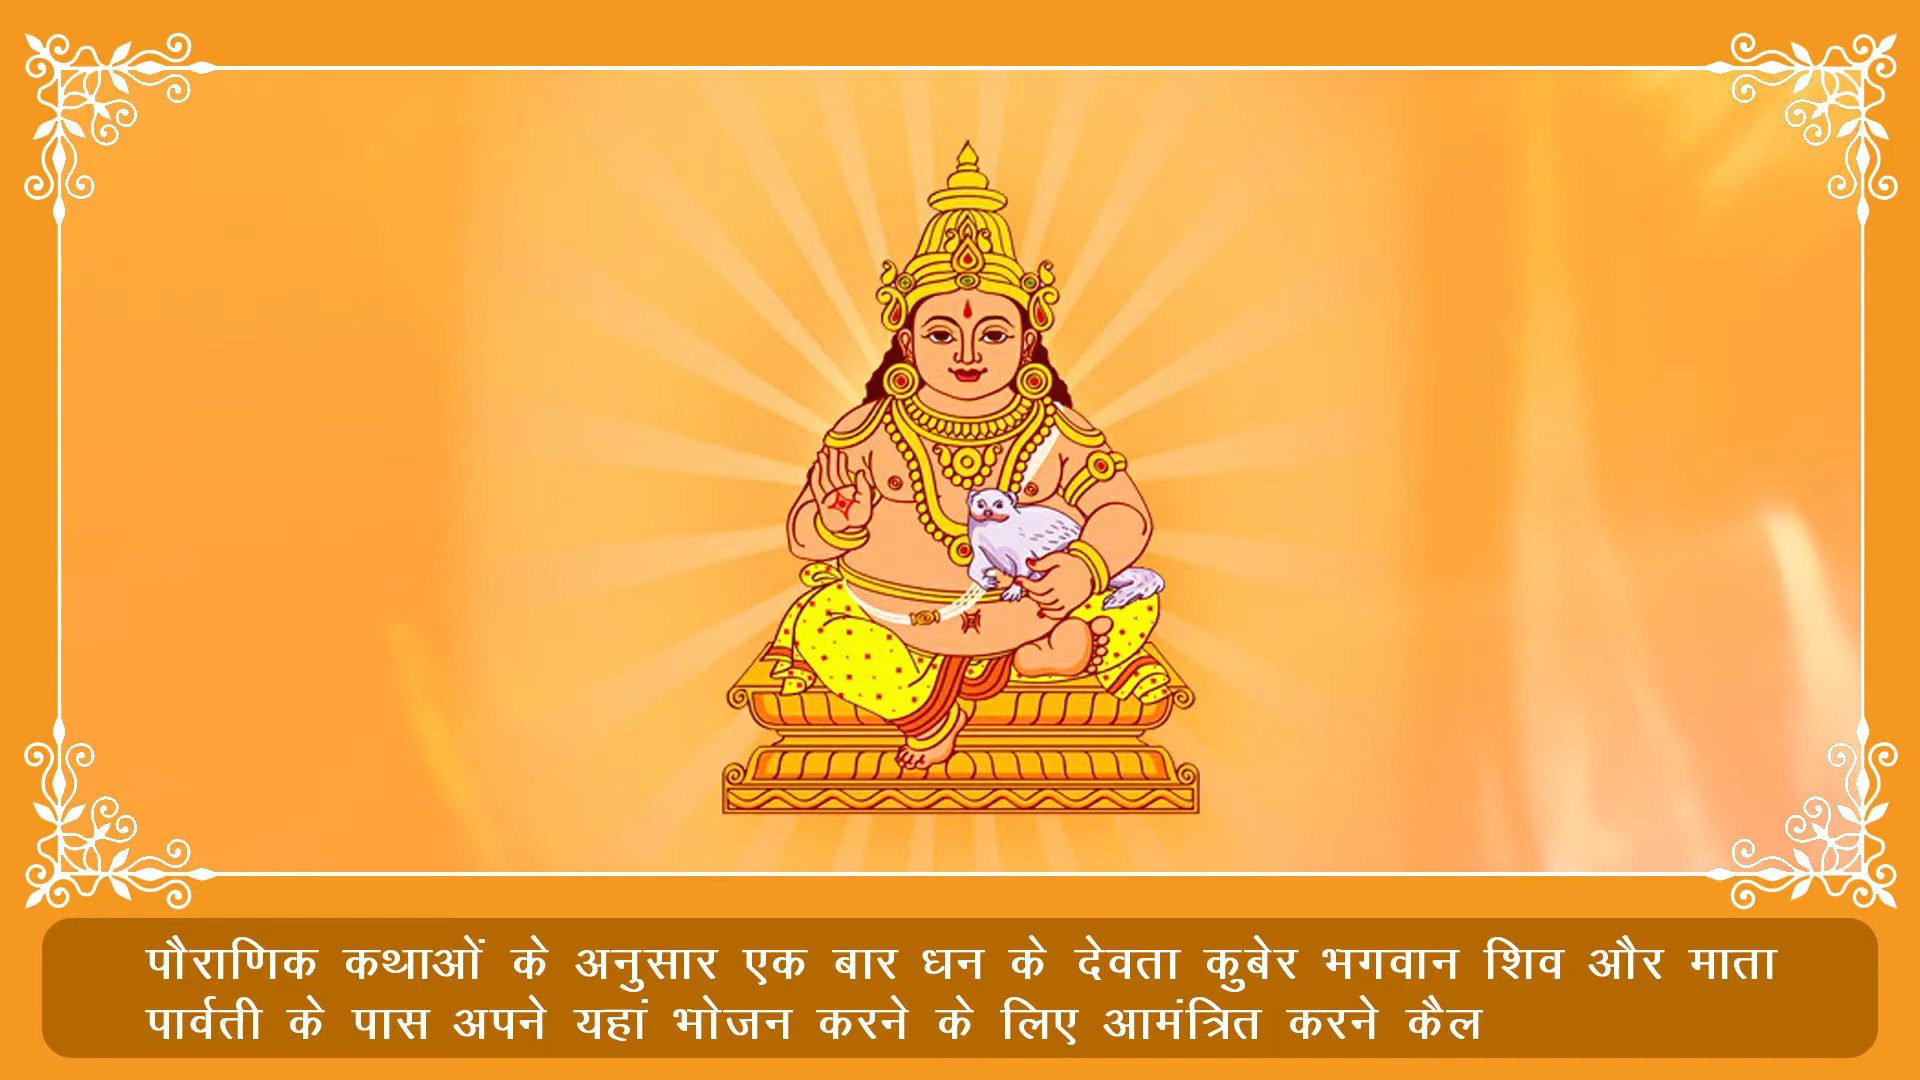 पौराणिक कथाओं के अनुसार एक बार धन के देवता कुबेर भगवान शिव और माता
पार्वती के पास अपने यहां भोजन करने के लिए आमंत्रित करने कैल